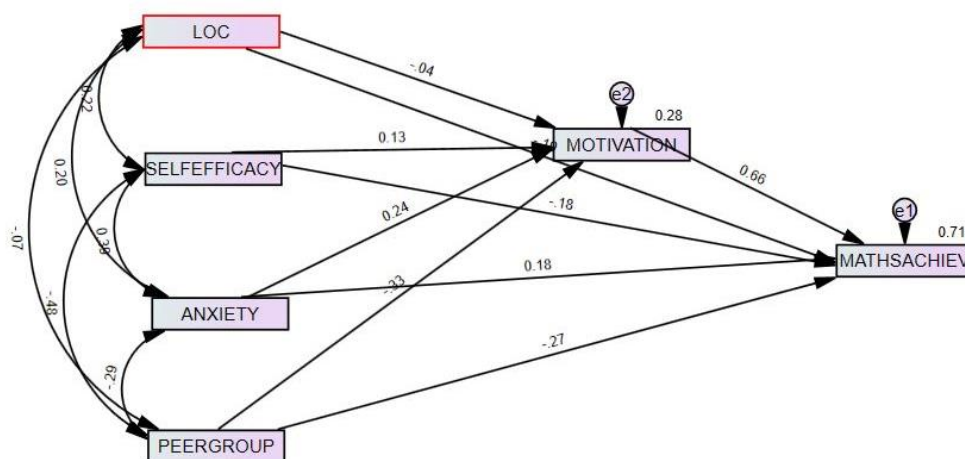 LOC
-.04
e2
0.28
MOTIVATION
0.22
0.13
SELFEFFICACY
0.66
0.20
0.24
-.18
e1
0.71
MATHSACHIEV
-.07
0.18
-.48
-.33
ANXIETY
-.27
-.29
PEERGROUP